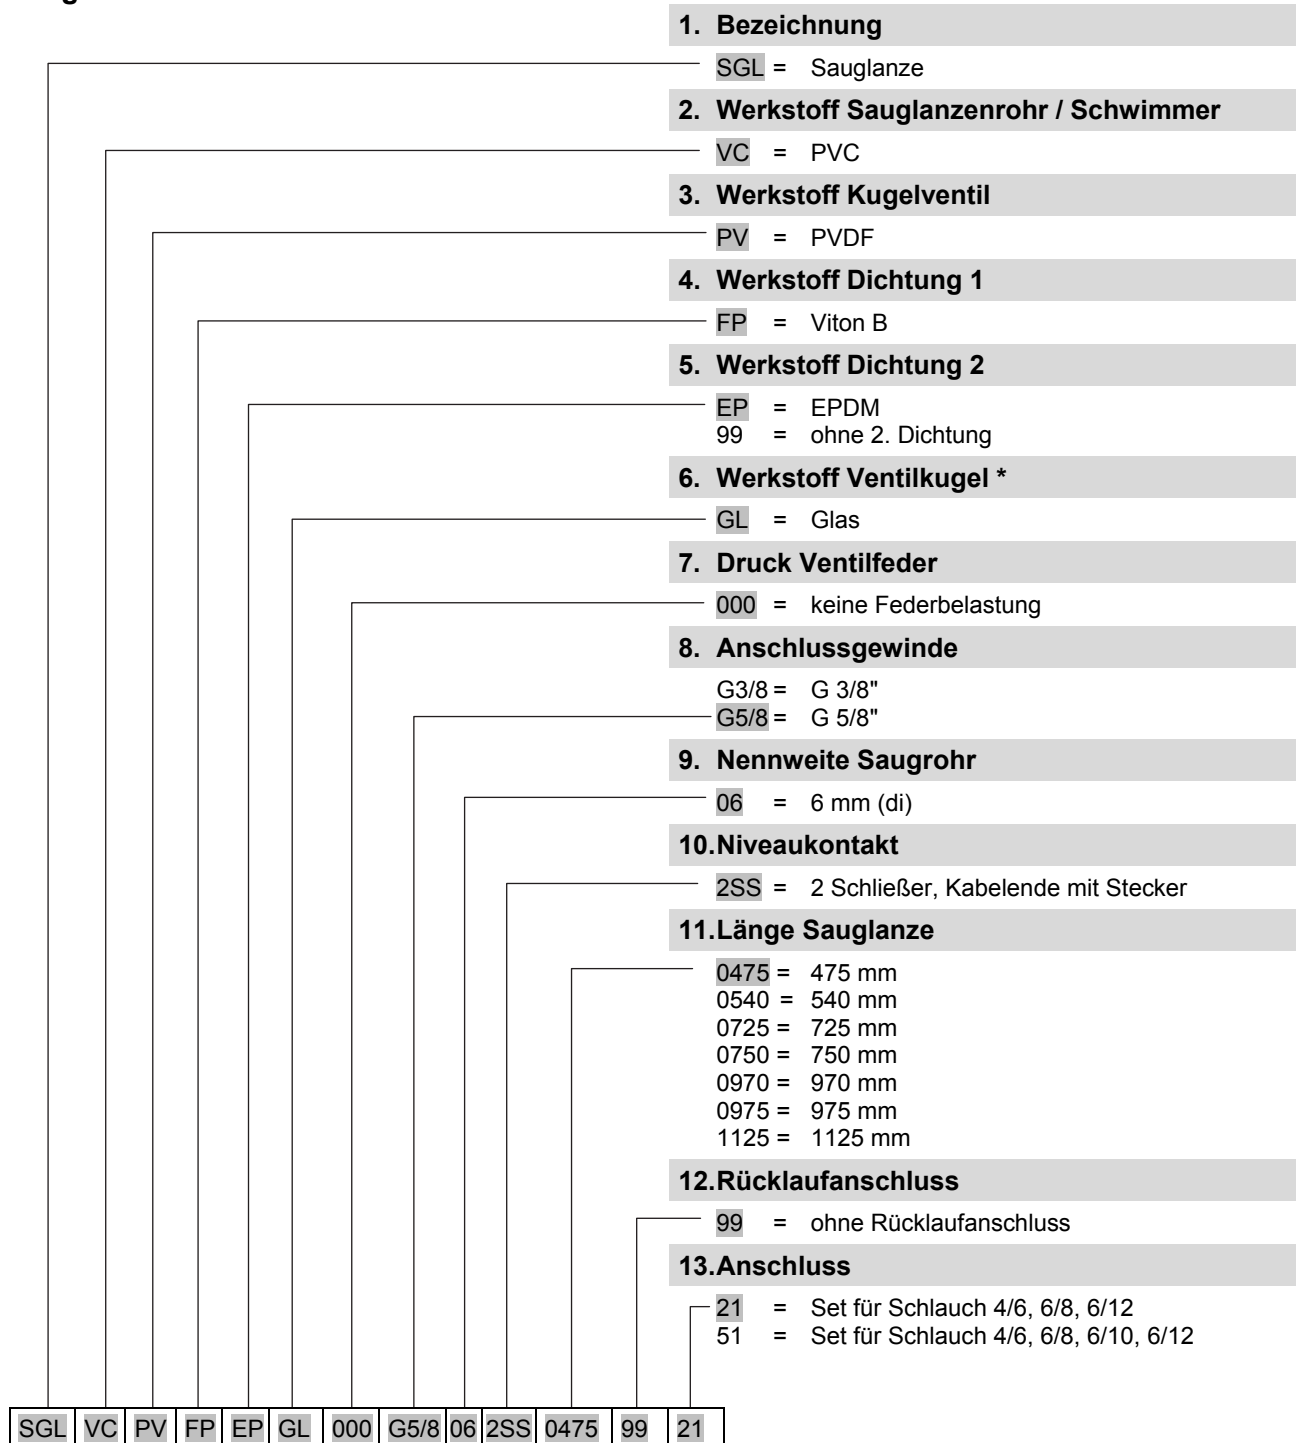 1. Bezeichnung
SGL = Sauglanze
2. Werkstoff Sauglanzenrohr / Schwimmer
VC = PVC
3. Werkstoff Kugelventil
PV = PVDF
4. Werkstoff Dichtung 1
FP = Viton B
5. Werkstoff Dichtung 2
EP = EPDM
99 = ohne 2. Dichtung
6. Werkstoff Ventilkugel *
GL = Glas
7. Druck Ventilfeder
000 = keine Federbelastung
8. Anschlussgewinde
G3/8 = G 3/8"
G5/8 = G 5/8"
9. Nennweite Saugrohr
06 = 6 mm (di)
10.Niveaukontakt
2SS = 2 Schließer, Kabelende mit Stecker
11.Länge Sauglanze
0475 = 475 mm
0540 = 540 mm
0725 = 725 mm
0750 = 750 mm
0970 = 970 mm
0975 = 975 mm
1125 = 1125 mm
12.Rücklaufanschluss
99 = ohne Rücklaufanschluss
13.Anschluss
21 = Set für Schlauch 4/6, 6/8, 6/12
51 = Set für Schlauch 4/6, 6/8, 6/10, 6/12
SGL VC PV FP EP GL 000 G5/8 06 2SS 0475 99 21